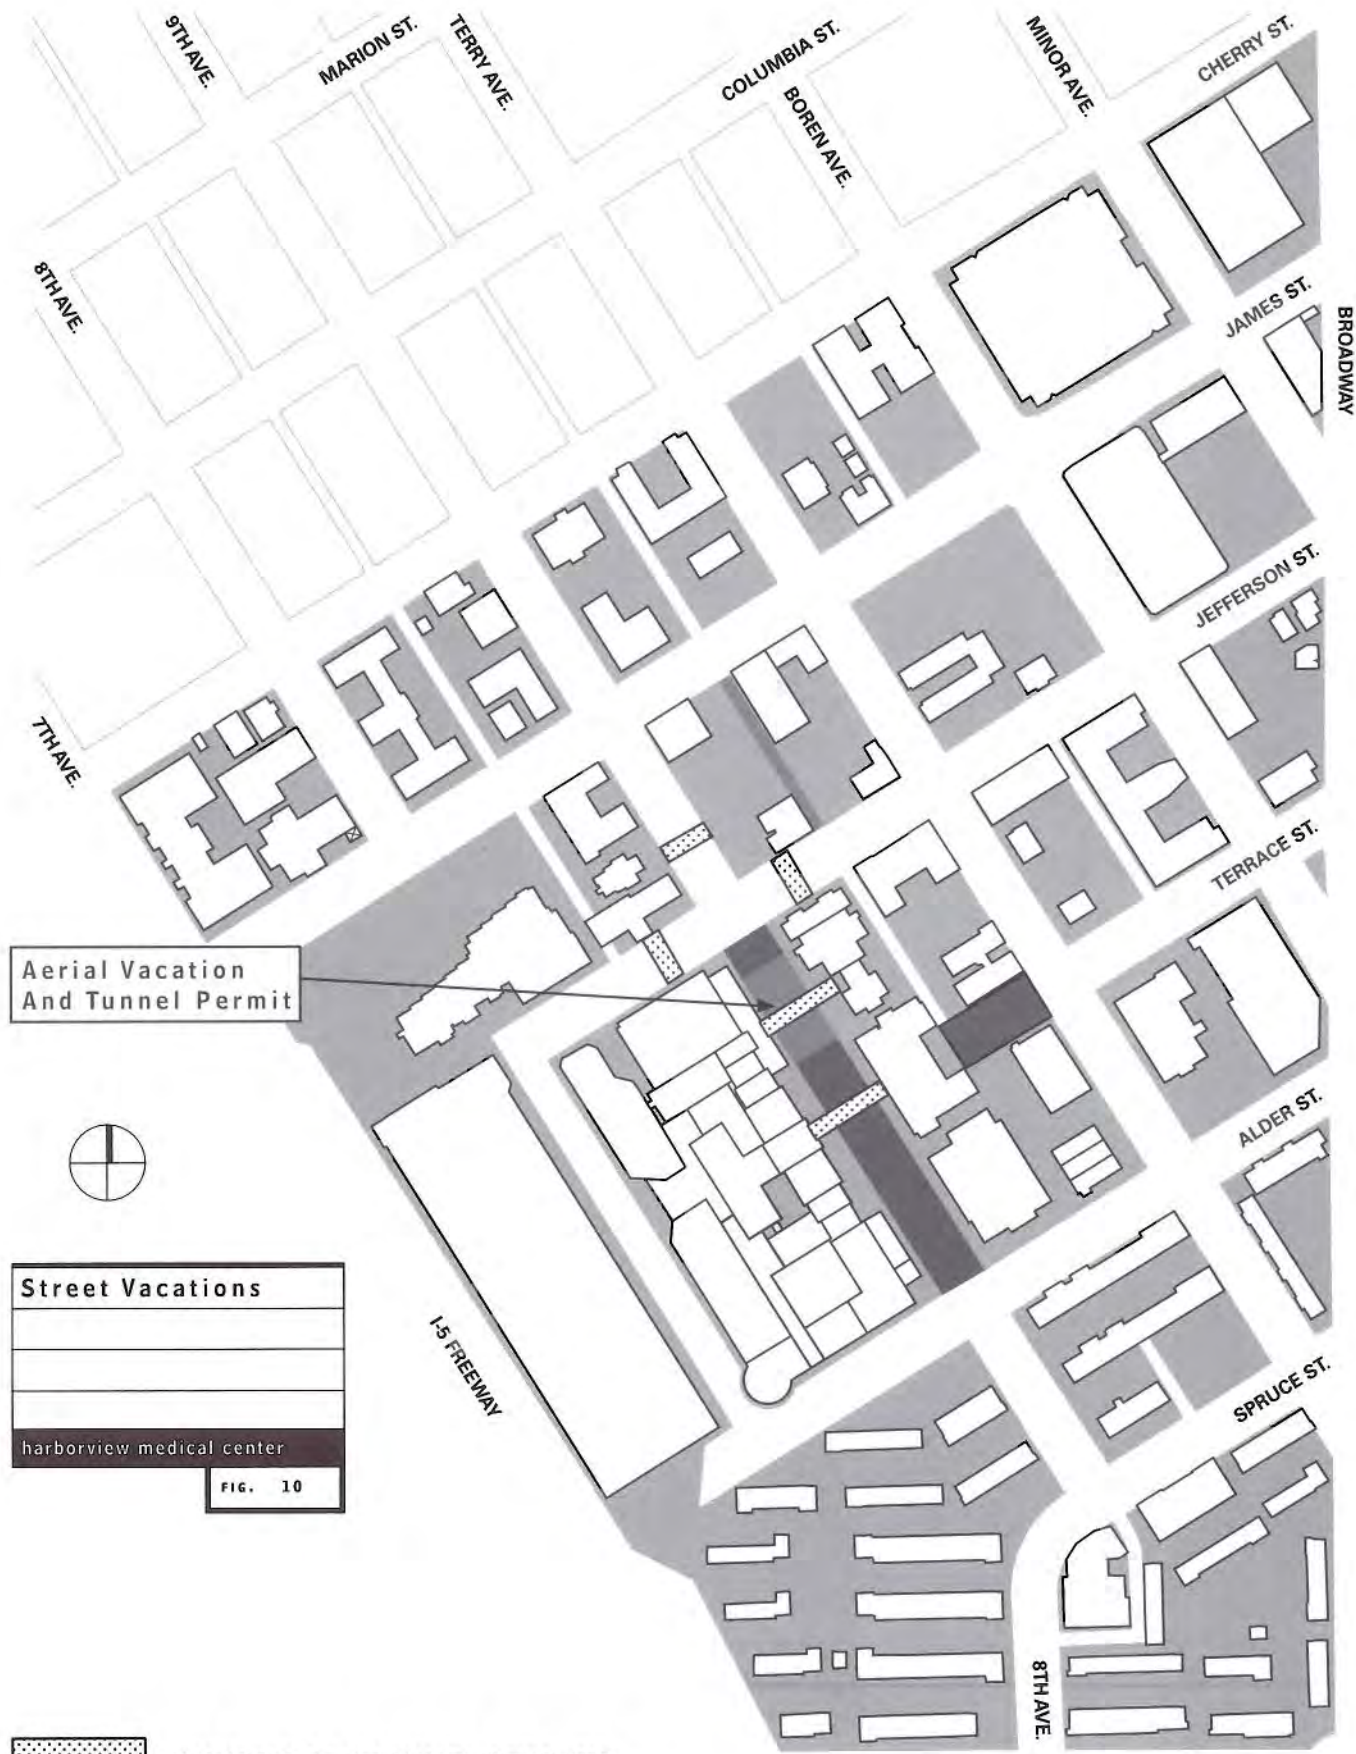 9TH AVE.
MARION ST.
TERRY AVE.
COLUMBIA ST.
BOREN AVE.
MINOR AVE.
CHERRY ST.
8TH AVE.
JAMES ST.
BROADWAY
JEFFERSON ST.
7TH AVE.
TERRACE ST.
Aerial Vacation
And Tunnel Permit
ALDER ST.
Street Vacations
harborview medical center
FIG. 10
I-5 FREEWAY
SPRUCE ST.
8TH AVE.